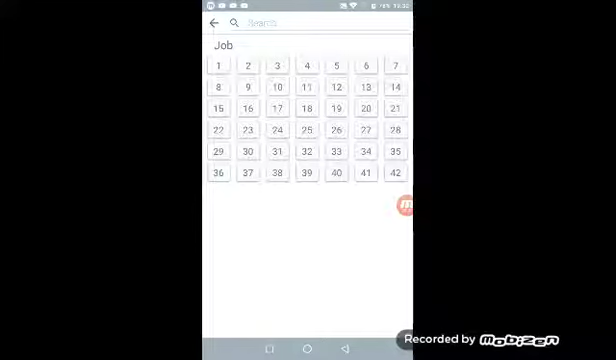 Search
Job
1 2 3 4 5 6 7
8 9 10 11 12 13 14
15 16 17 18 19 20 21
22 23 24 25 26 27 28
29 30 31 32 33 34 35
36 37 38 39 40 41 42
Recorded by MOBIZEN